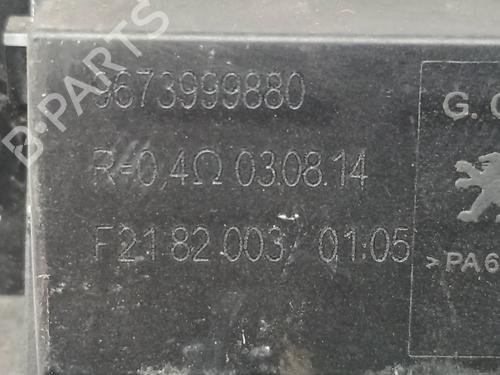 9673999880
R=0,4Ω 03.08.14
F21 82 003 01:05
G.
>PA6
B-PARTS